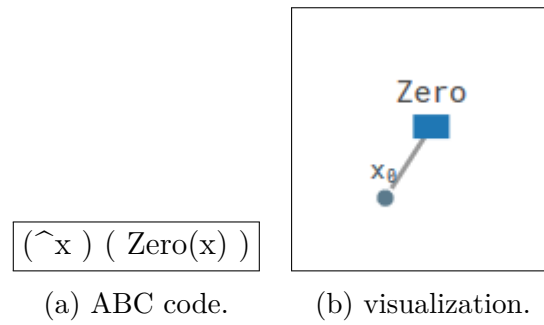 Zero
x₀
(^x ) ( Zero(x) )
(a) ABC code.
(b) visualization.